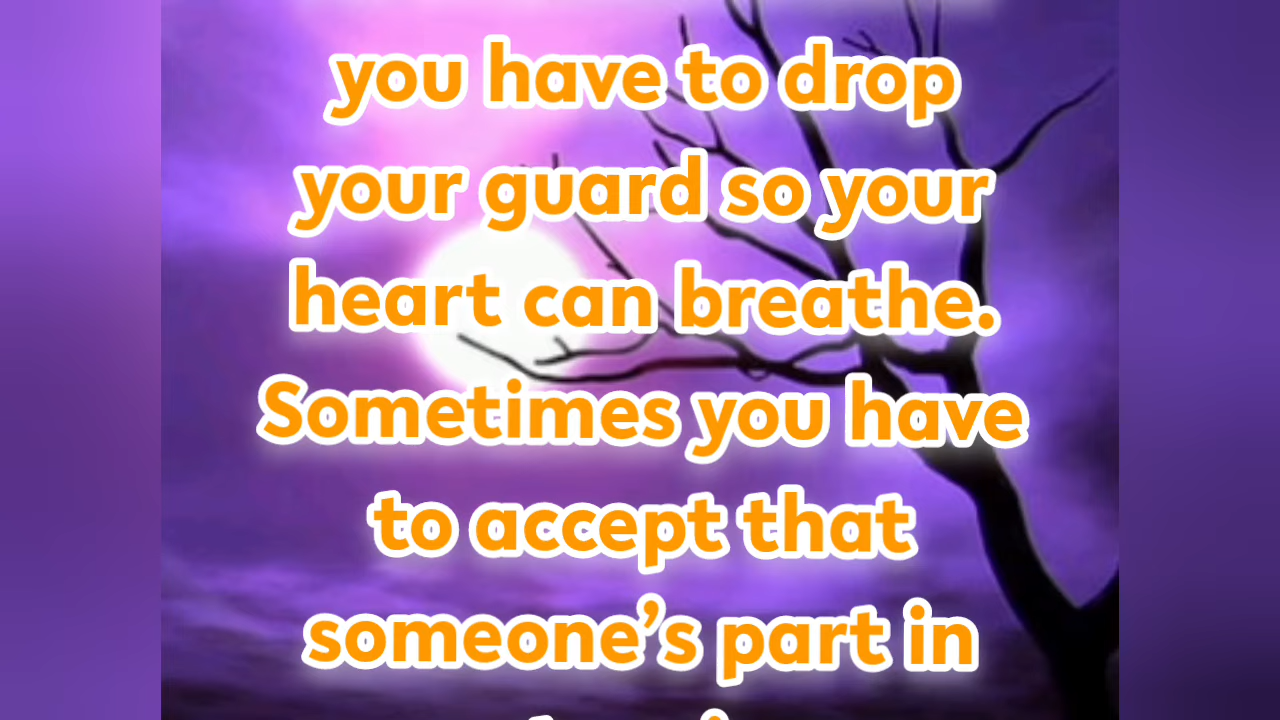 you have to drop
your guard so your
heart can breathe.
Sometimes you have
to accept that
someone’s part in